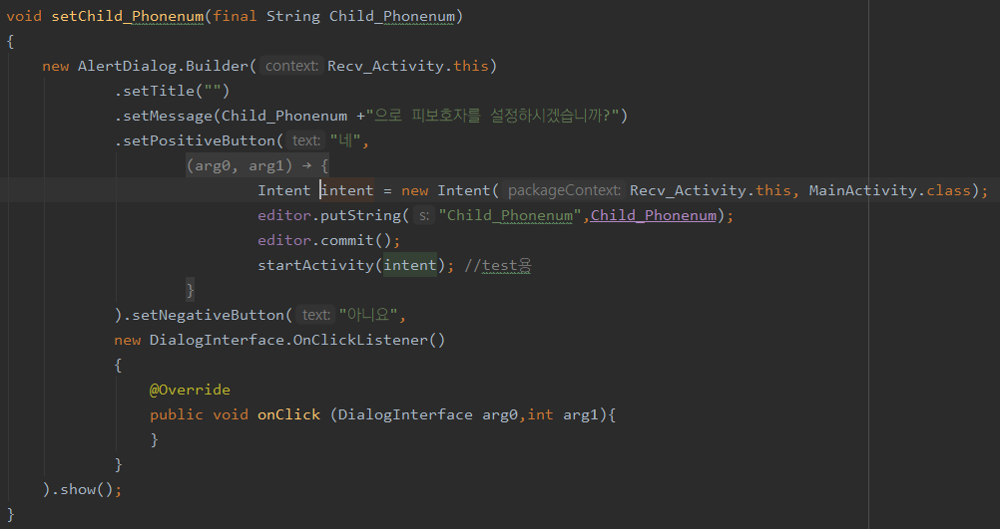 void setChild_Phonenum(final String Child_Phonenum)
{
new AlertDialog.Builder( context: Recv_Activity.this)
.setTitle("")
.setMessage(Child_Phonenum +"으로 피보호자를 설정하시겠습니까?")
.setPositiveButton( text: "네",
(arg0, arg1) → {
Intent intent = new Intent( packageContext: Recv_Activity.this, MainActivity.class);
editor.putString( s: "Child_Phonenum",Child_Phonenum);
editor.commit();
startActivity(intent); //test용
}
).setNegativeButton( text: "아니요",
new DialogInterface.OnClickListener()
{
@Override
public void onClick (DialogInterface arg0,int arg1){
}
}
).show();
}